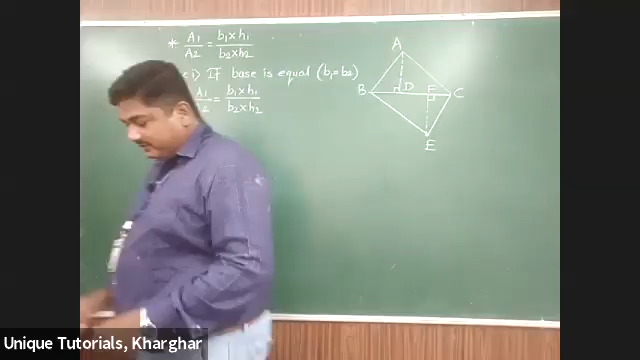 * A1/A2 = b1 x h1/b2 x h2
e i) If base is equal (b1 = b2)
A1/2 = b1 x h1/b2 x h2
A
B D F C
E
Unique Tutorials, Kharghar